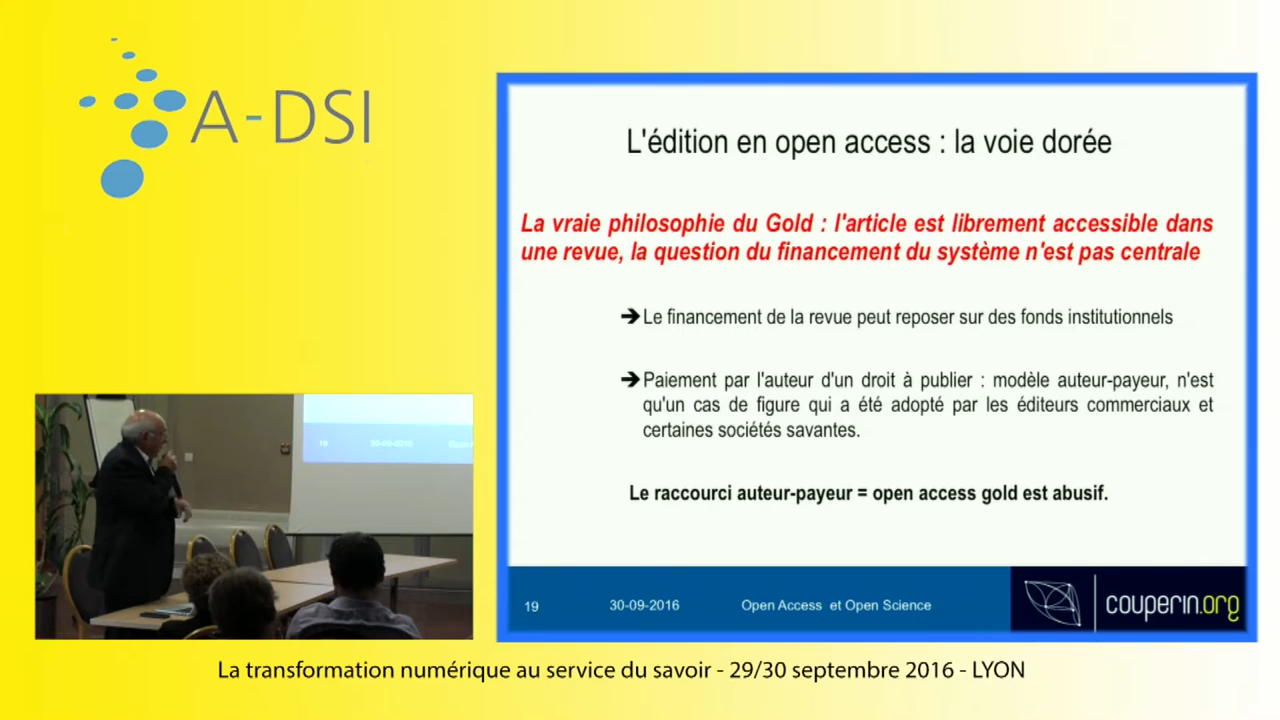 A-DSI
L'édition en open access : la voie dorée
La vraie philosophie du Gold : l'article est librement accessible dans
une revue, la question du financement du système n'est pas centrale
➔ Le financement de la revue peut reposer sur des fonds institutionnels
➔ Paiement par l'auteur d'un droit à publier : modèle auteur-payeur, n'est
qu'un cas de figure qui a été adopté par les éditeurs commerciaux et
certaines sociétés savantes.
Le raccourci auteur-payeur = open access gold est abusif.
19 30-09-2016 Open Access et Open Science
couperin.org
19 30-09-2016
La transformation numérique au service du savoir - 29/30 septembre 2016 - LYON